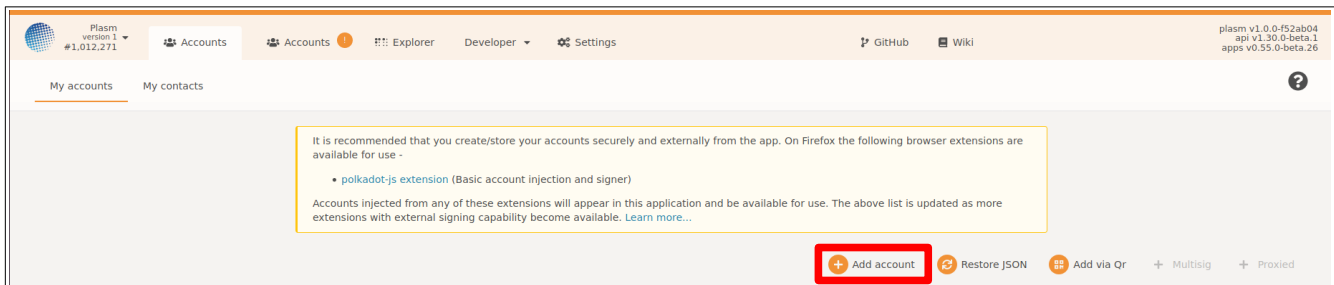 Plasm
version 1
#1,012,271
Accounts
Accounts
!
Explorer
Developer
Settings
GitHub
Wiki
plasm v1.0.0-f52ab04
api v1.30.0-beta.1
apps v0.55.0-beta.26
My accounts
My contacts
?
It is recommended that you create/store your accounts securely and externally from the app. On Firefox the following browser extensions are
available for use -
• polkadot-js extension (Basic account injection and signer)
Accounts injected from any of these extensions will appear in this application and be available for use. The above list is updated as more
extensions with external signing capability become available. Learn more...
Add account
Restore JSON
Add via Qr
Multisig
Proxied